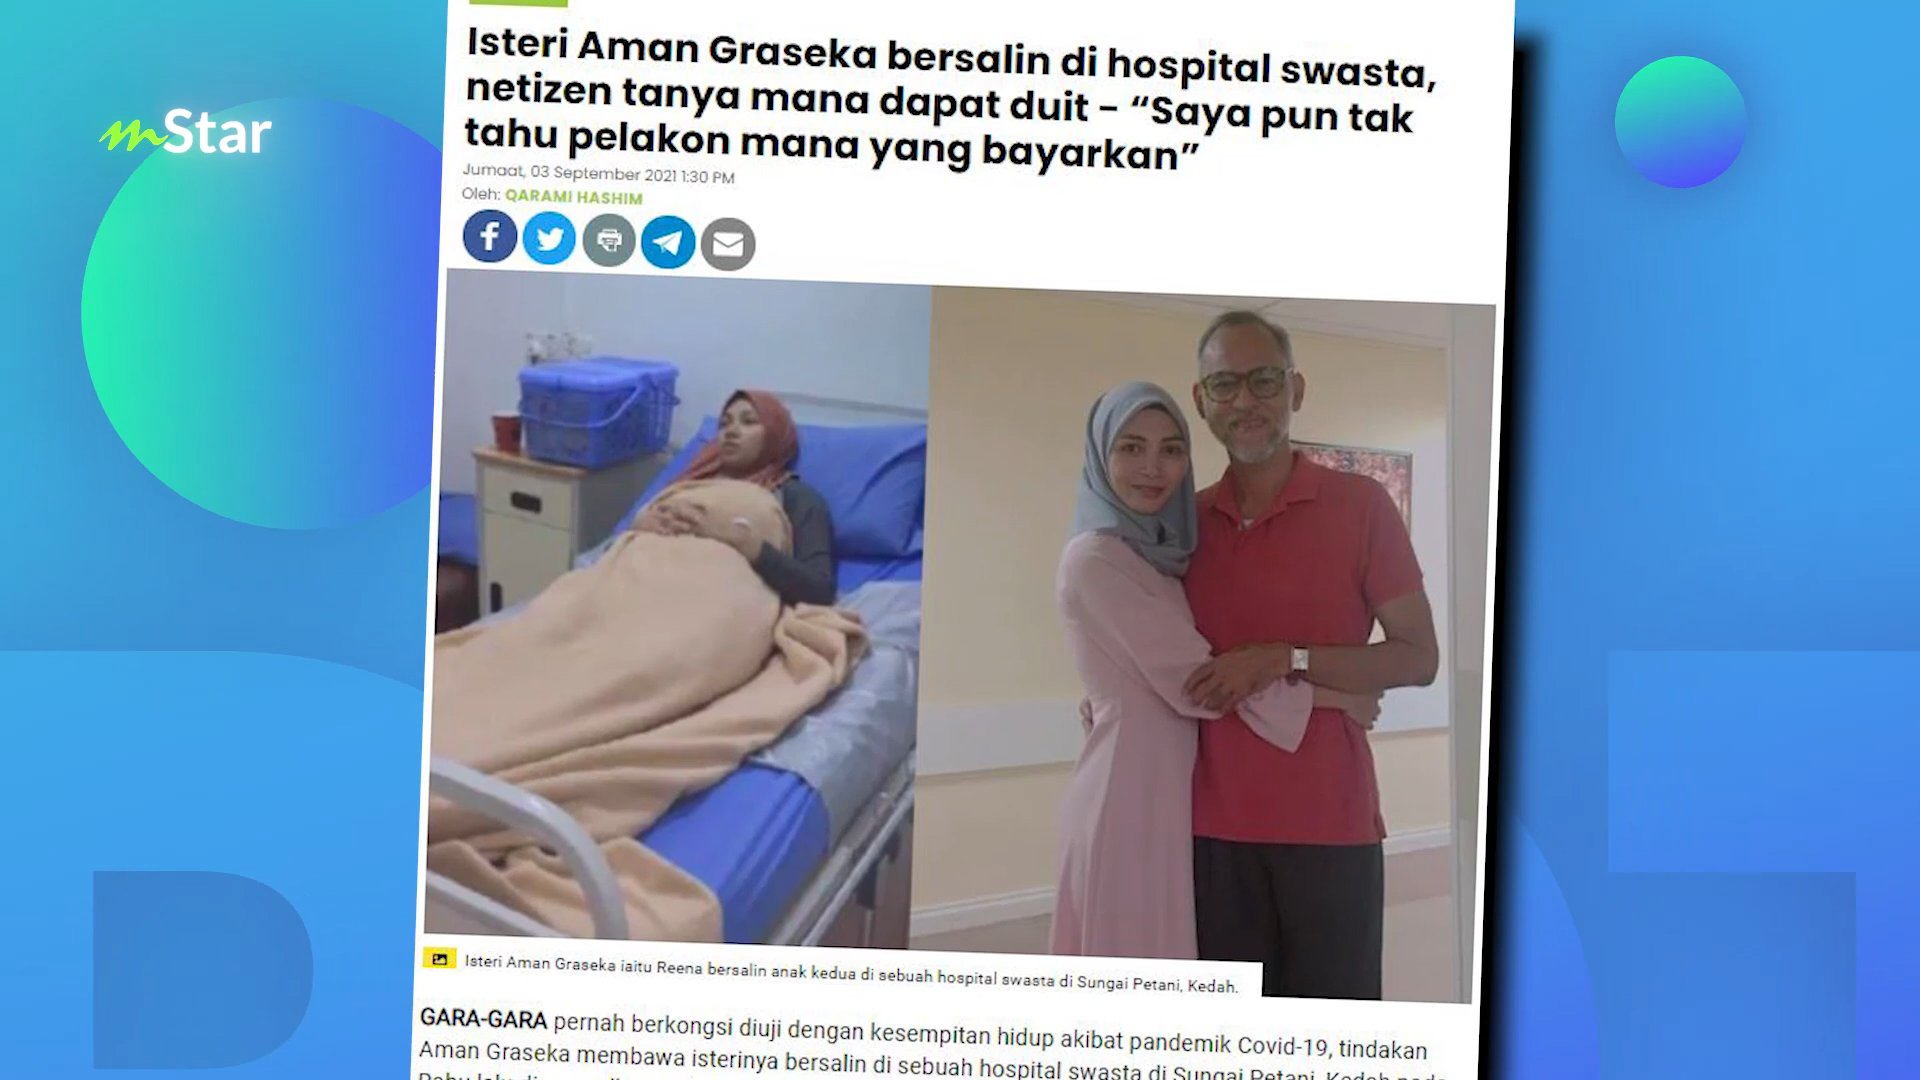 mStar
Isteri Aman Graseka bersalin di hospital swasta,
netizen tanya mana dapat duit – “Saya pun tak
tahu pelakon mana yang bayarkan”
Jumaat, 03 September 2021 1:30 PM
Oleh: QARAMI HASHIM
Isteri Aman Graseka iaitu Reena bersalin anak kedua di sebuah hospital swasta di Sungai Petani, Kedah.
GARA-GARA pernah berkongsi diuji dengan kesempitan hidup akibat pandemik Covid-19, tindakan
Aman Graseka membawa isterinya bersalin di sebuah hospital swasta di Sungai Petani, Kedah pada